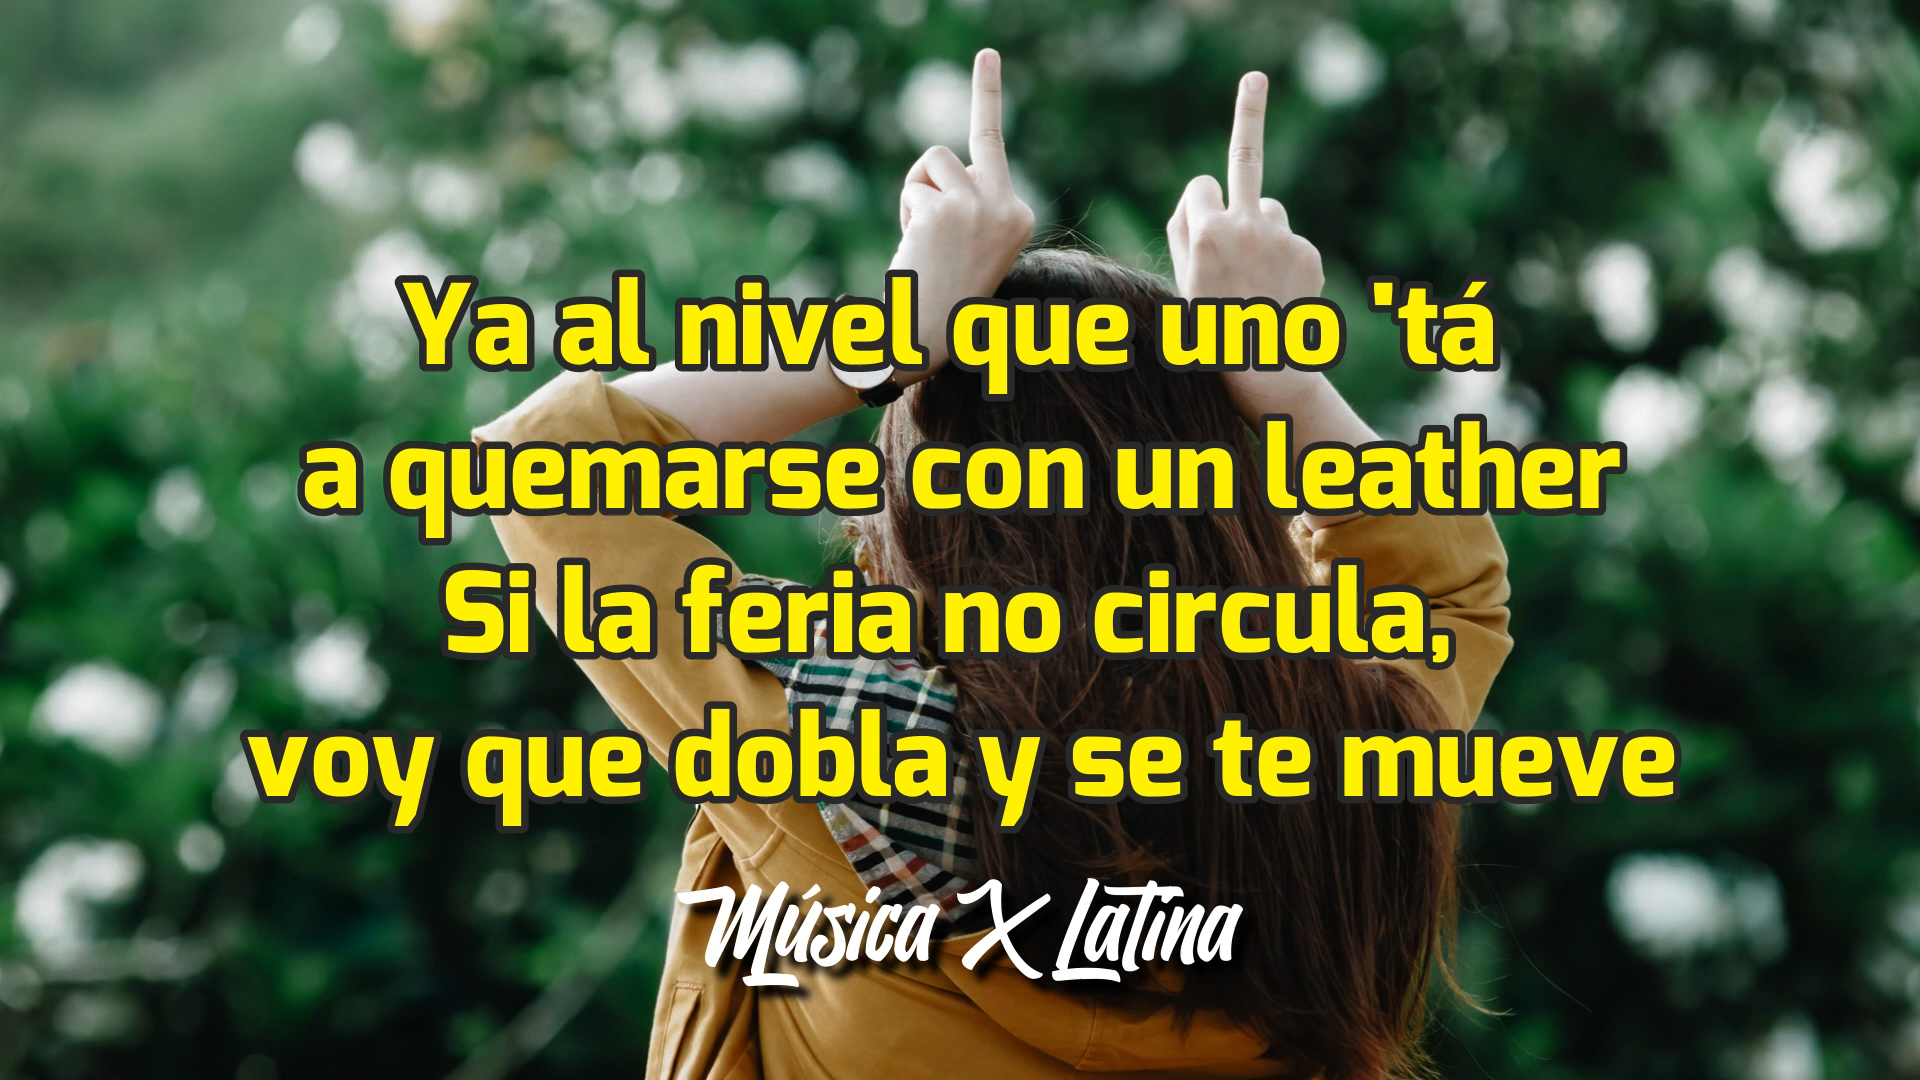 Ya al nivel que uno 'tá
a quemarse con un leather
Si la feria no circula,
voy que dobla y se te mueve
Música X Latina